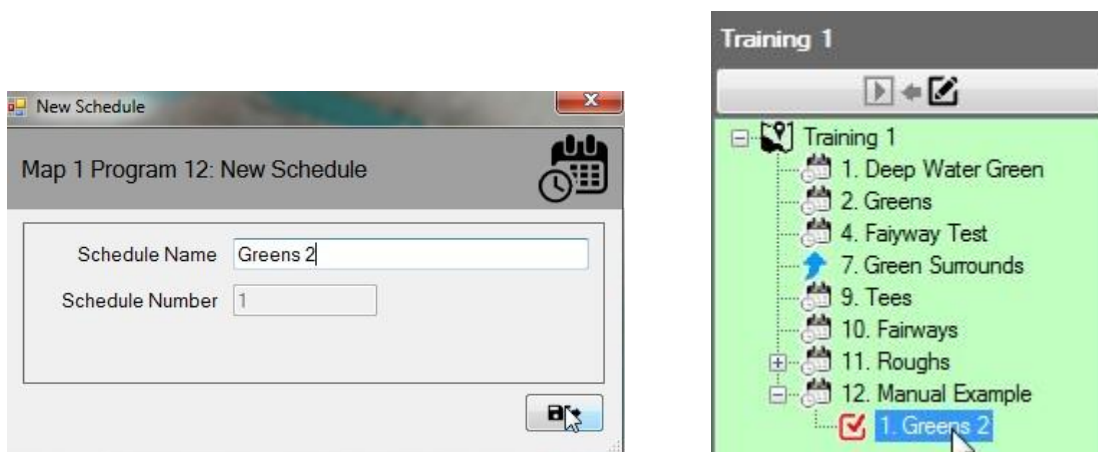 New Schedule
Map 1 Program 12: New Schedule
Schedule Name Greens 2
Schedule Number 1
Training 1
Training 1
1. Deep Water Green
2. Greens
4. Faiyway Test
7. Green Surrounds
9. Tees
10. Fairways
11. Roughs
12. Manual Example
1. Greens 2